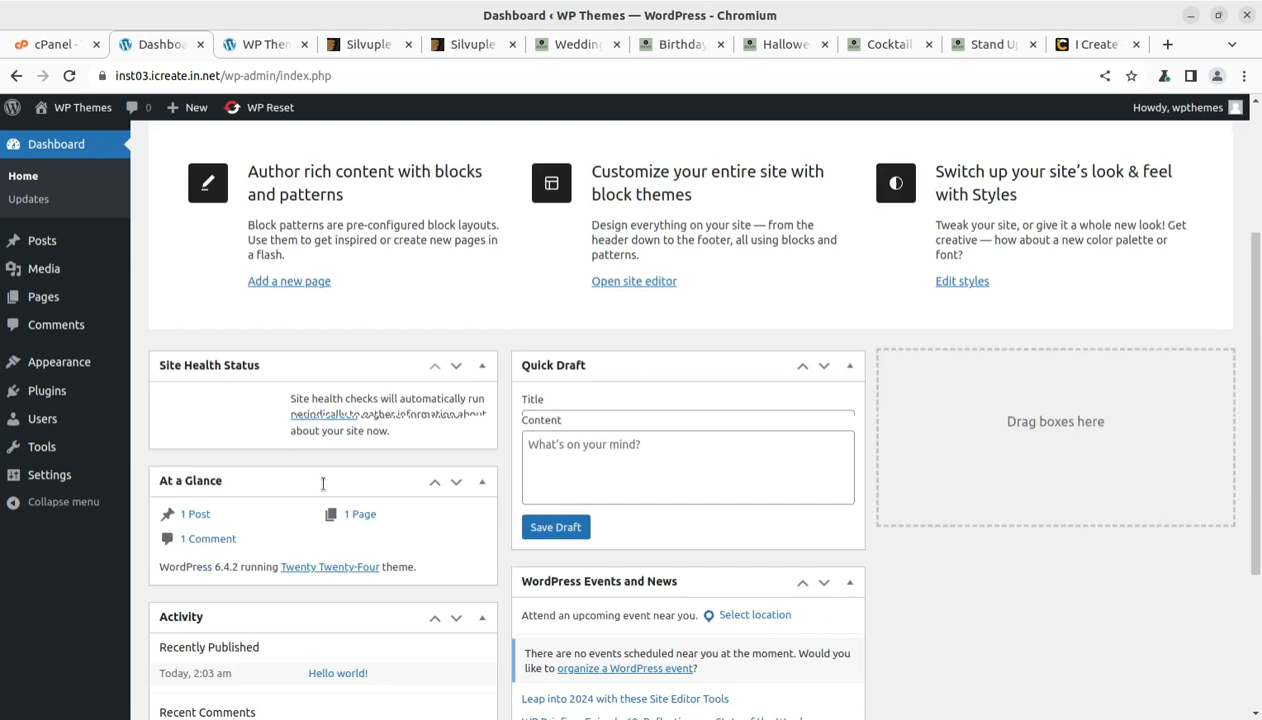 Dashboard ‹ WP Themes — WordPress - Chromium
cPanel -
Dashboa
WP Them
Silvuple
Silvuple
Wedding
Birthday
Hallowe
Cocktail
Stand U
I Create
inst03.icreate.in.net/wp-admin/index.php
WP Themes
0
New
WP Reset
Howdy, wpthemes
Dashboard
Home
Updates
Posts
Media
Pages
Comments
Appearance
Plugins
Users
Tools
Settings
Collapse menu
Author rich content with blocks
and patterns
Block patterns are pre-configured block layouts.
Use them to get inspired or create new pages in
a flash.
Add a new page
Customize your entire site with
block themes
Design everything on your site — from the
header down to the footer, all using blocks and
patterns.
Open site editor
Switch up your site's look & feel
with Styles
Tweak your site, or give it a whole new look! Get
creative — how about a new color palette or
font?
Edit styles
Site Health Status
Site health checks will automatically run
periodically to gather information about
about your site now.
At a Glance
1 Post
1 Page
1 Comment
WordPress 6.4.2 running Twenty Twenty-Four theme.
Activity
Recently Published
Today, 2:03 am
Hello world!
Recent Comments
Quick Draft
Title
Content
What's on your mind?
Save Draft
WordPress Events and News
Attend an upcoming event near you.
Select location
There are no events scheduled near you at the moment. Would you
like to organize a WordPress event?
Leap into 2024 with these Site Editor Tools
Drag boxes here